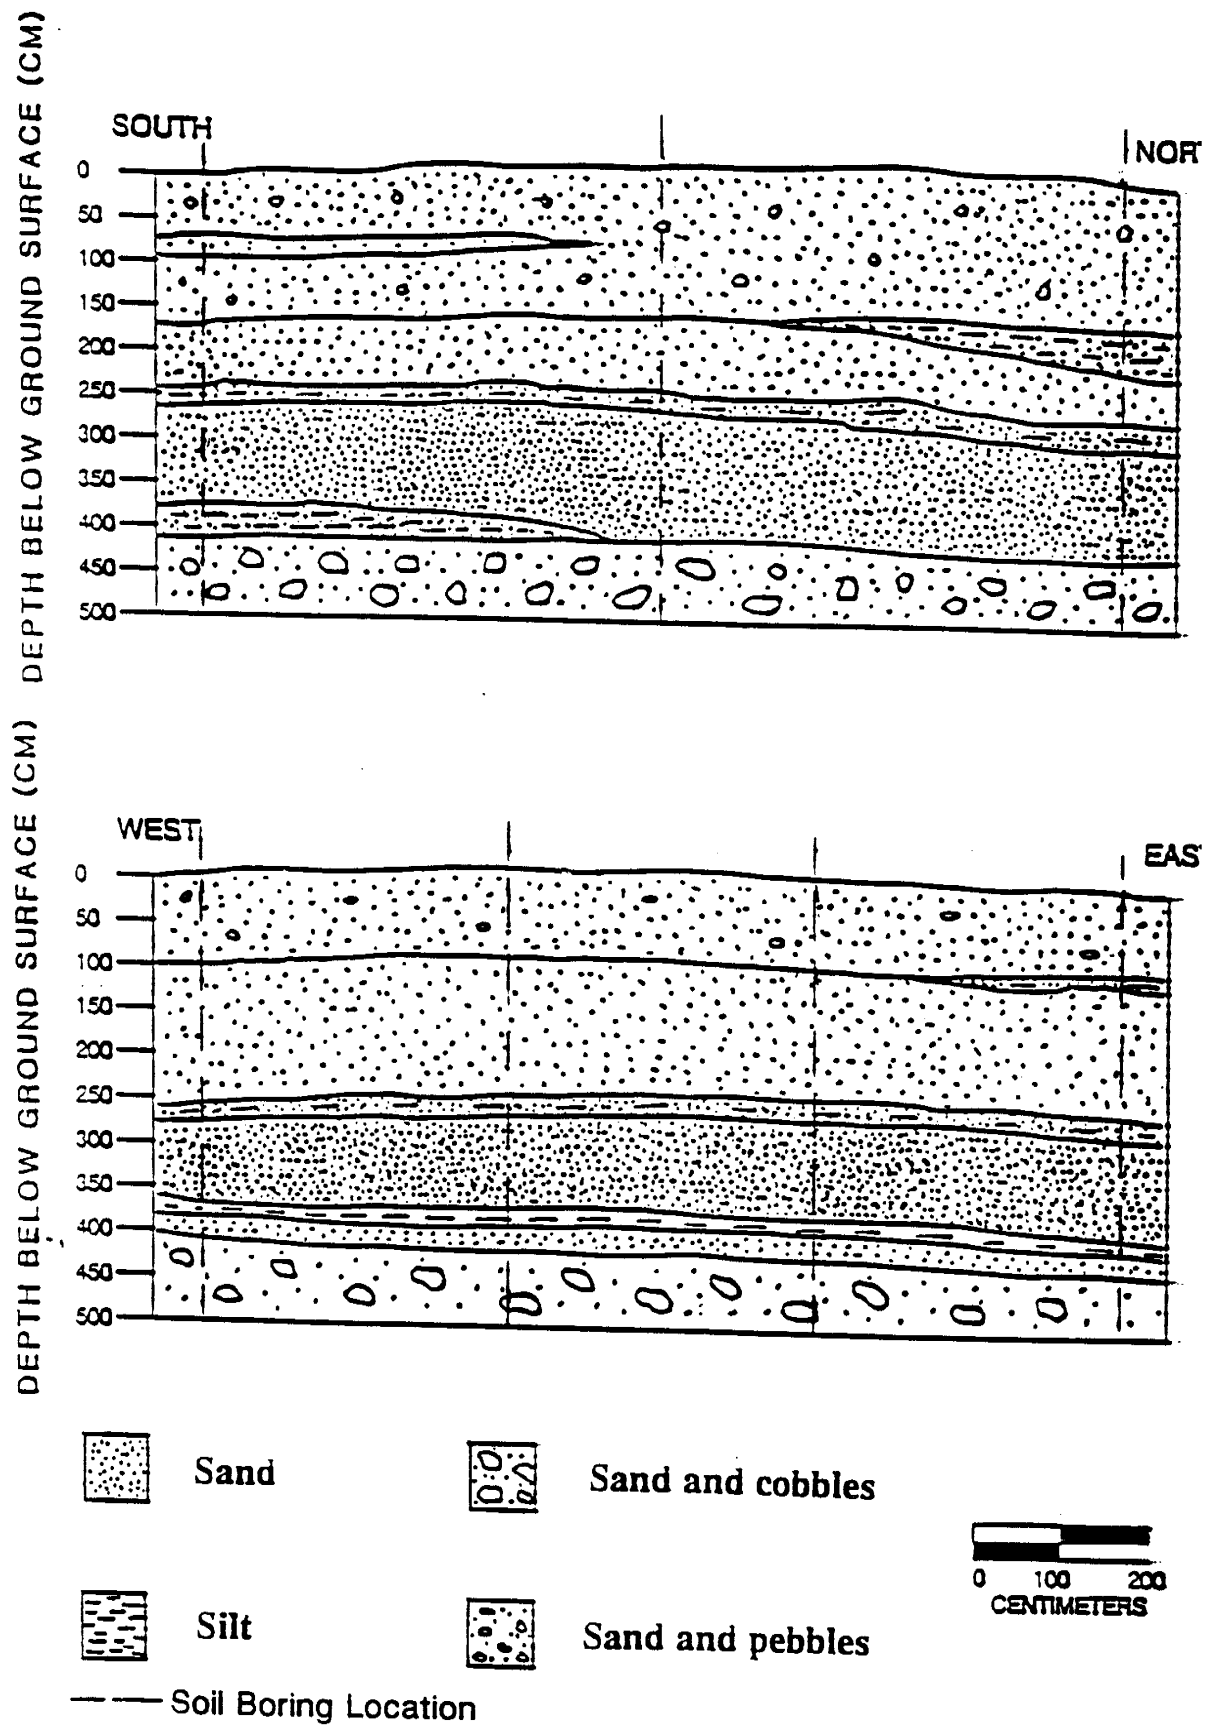 DEPTH BELOW GROUND SURFACE (CM)
SOUTH
NOR
0
50
100
150
200
250
300
350
400
450
500
DEPTH BELOW GROUND SURFACE (CM)
WEST
EAS
0
50
100
150
200
250
300
350
400
450
500
Sand
Sand and cobbles
0 100 200
CENTIMETERS
Silt
Sand and pebbles
Soil Boring Location